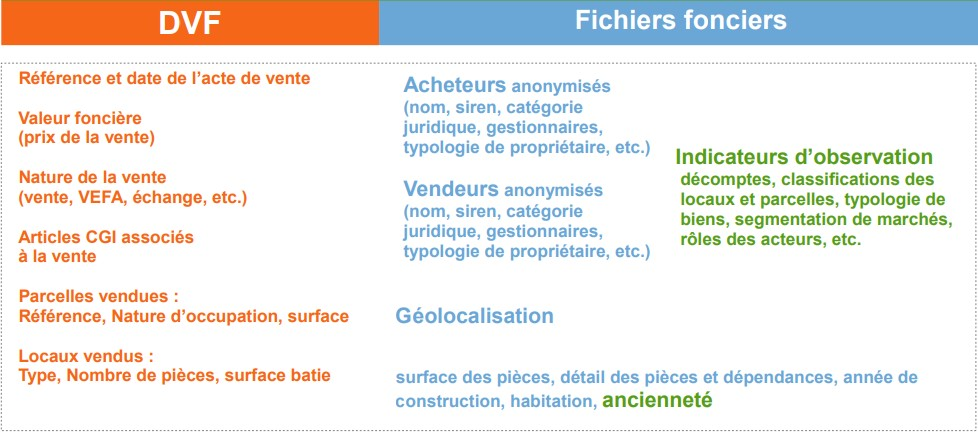 DVF
Fichiers fonciers
Référence et date de l'acte de vente
Valeur foncière
(prix de la vente)
Nature de la vente
(vente, VEFA, échange, etc.)
Articles CGI associés
à la vente
Parcelles vendues :
Référence, Nature d'occupation, surface
Locaux vendus :
Type, Nombre de pièces, surface batie
Acheteurs anonymisés
(nom, siren, catégorie
juridique, gestionnaires,
typologie de propriétaire, etc.)
Vendeurs anonymisés
(nom, siren, catégorie
juridique, gestionnaires,
typologie de propriétaire, etc.)
Géolocalisation
surface des pièces, détail des pièces et dépendances, année de
construction, habitation, ancienneté
Indicateurs d'observation
décomptes, classifications des
locaux et parcelles, typologie de
biens, segmentation de marchés,
rôles des acteurs, etc.